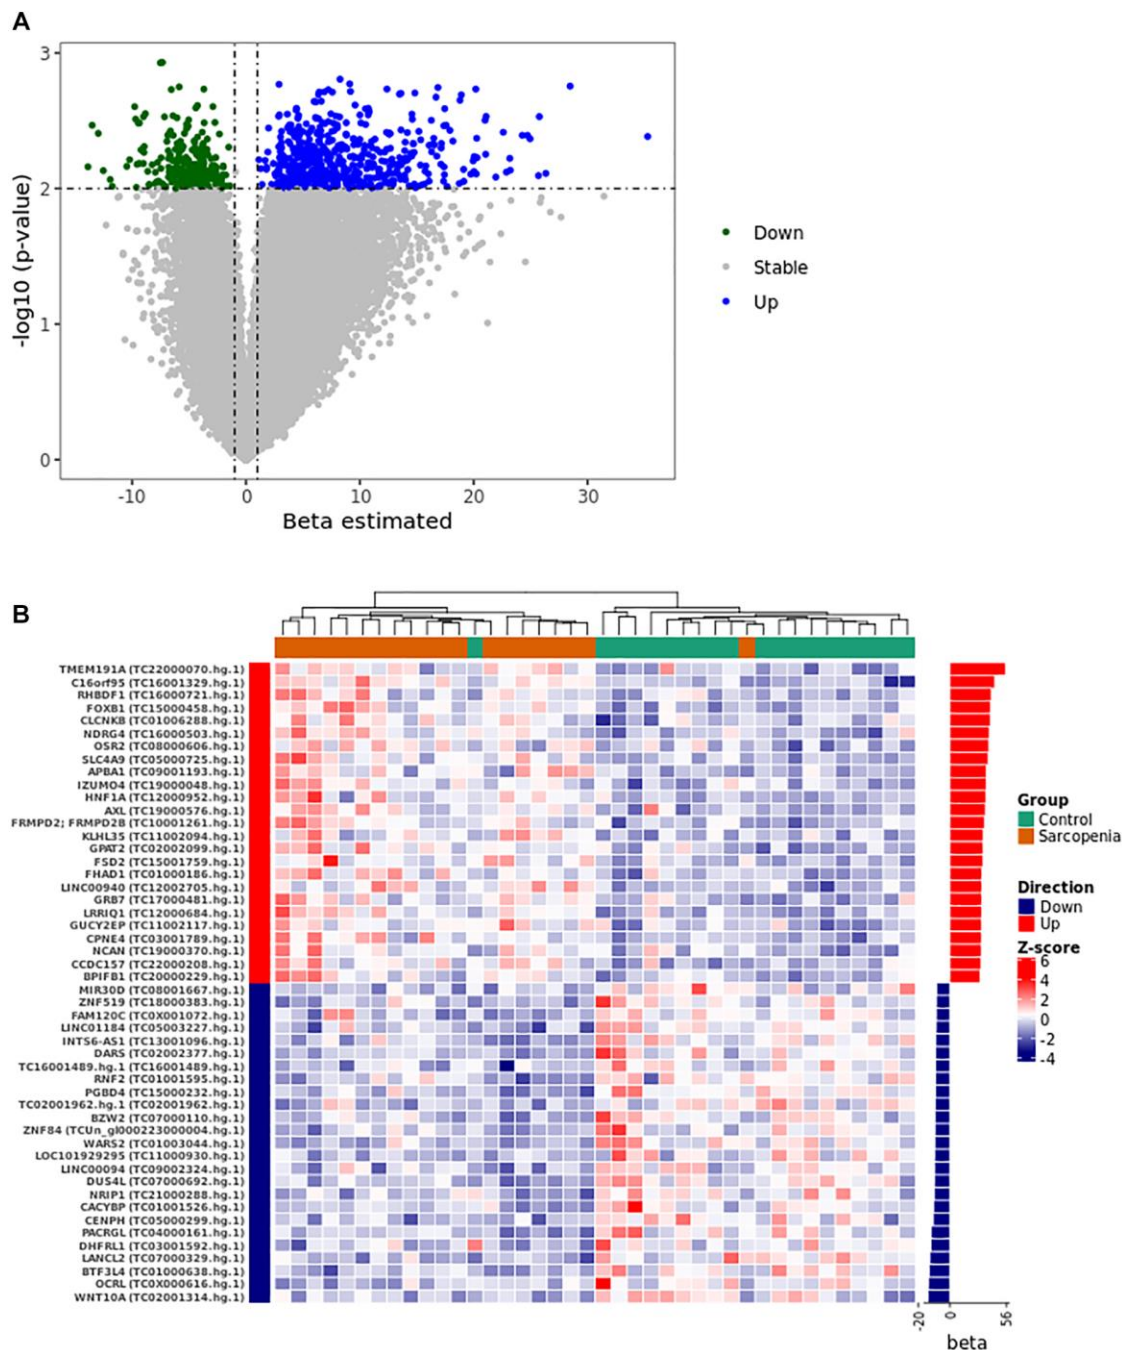 A
3
2
1
0
-log10 (p-value)
-10
0
10
20
30
Beta estimated
Down
Stable
Up
B
TMEM191A (TC22000070.hg.1)
C16orf95 (TC16001329.hg.1)
RHBDF1 (TC16000721.hg.1)
FOXB1 (TC15000458.hg.1)
CLCNKB (TC01006288.hg.1)
NDRG4 (TC16000503.hg.1)
OSR2 (TC08000606.hg.1)
SLC4A9 (TC05000725.hg.1)
APBA1 (TC09001193.hg.1)
IZUMO4 (TC19000048.hg.1)
HNF1A (TC12000952.hg.1)
AXL (TC19000576.hg.1)
FRMPD2; FRMPD2B (TC10001261.hg.1)
KLHL35 (TC11002094.hg.1)
GPAT2 (TC02002099.hg.1)
FSD2 (TC15001759.hg.1)
FHAD1 (TC01000186.hg.1)
LINC00940 (TC12002705.hg.1)
GRB7 (TC17000481.hg.1)
LRRIQ1 (TC12000684.hg.1)
GUCY2EP (TC11002117.hg.1)
CPNE4 (TC03001789.hg.1)
NCAN (TC19000370.hg.1)
CCDC157 (TC22000208.hg.1)
BPIFB1 (TC20000229.hg.1)
MIR30D (TC08001667.hg.1)
ZNF519 (TC18000383.hg.1)
FAM120C (TC0X001072.hg.1)
LINC01184 (TC05003227.hg.1)
INTS6-AS1 (TC13001096.hg.1)
DARS (TC02002377.hg.1)
TC16001489.hg.1 (TC16001489.hg.1)
RNF2 (TC01001595.hg.1)
PGBD4 (TC15000232.hg.1)
TC02001962.hg.1 (TC02001962.hg.1)
BZW2 (TC07000110.hg.1)
ZNF84 (TCUn_gl000223000004.hg.1)
WARS2 (TC01003044.hg.1)
LOC101929295 (TC11000930.hg.1)
LINC00094 (TC09002324.hg.1)
DUS4L (TC07000692.hg.1)
NRIP1 (TC21000288.hg.1)
CACYBP (TC01001526.hg.1)
CENPH (TC05000299.hg.1)
PACRGL (TC04000161.hg.1)
DHFRL1 (TC03001592.hg.1)
LANCL2 (TC07000329.hg.1)
BTF3L4 (TC01000638.hg.1)
OCRL (TC0X000616.hg.1)
WNT10A (TC02001314.hg.1)
-20
0
56
beta
Group
Control
Sarcopenia
Direction
Down
Up
Z-score
6
4
2
0
-2
-4